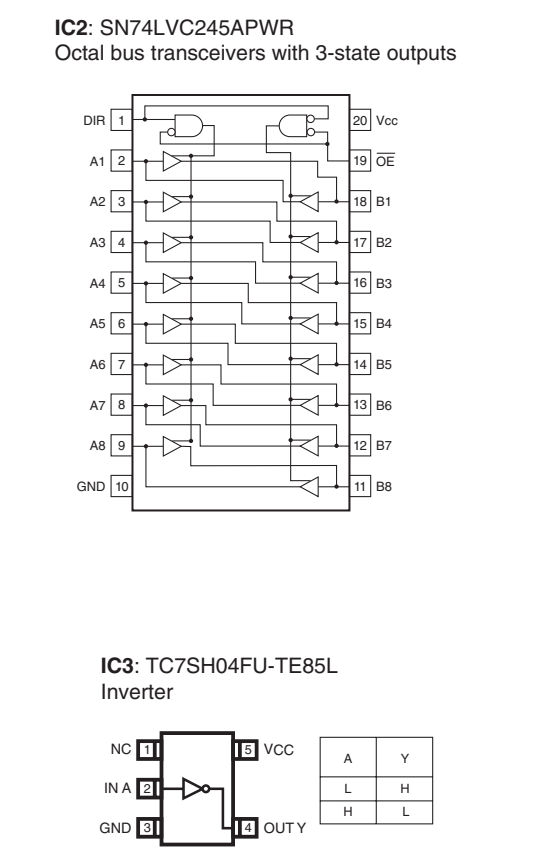 IC2: SN74LVC245APWR
Octal bus transceivers with 3-state outputs
DIR 1 20 Vcc
A1 2 19 OE
A2 3 18 B1
A3 4 17 B2
A4 5 16 B3
A5 6 15 B4
A6 7 14 B5
A7 8 13 B6
A8 9 12 B7
GND 10 11 B8
IC3: TC7SH04FU-TE85L
Inverter
NC 1 5 VCC
IN A 2
GND 3 4 OUT Y
A Y
L H
H L